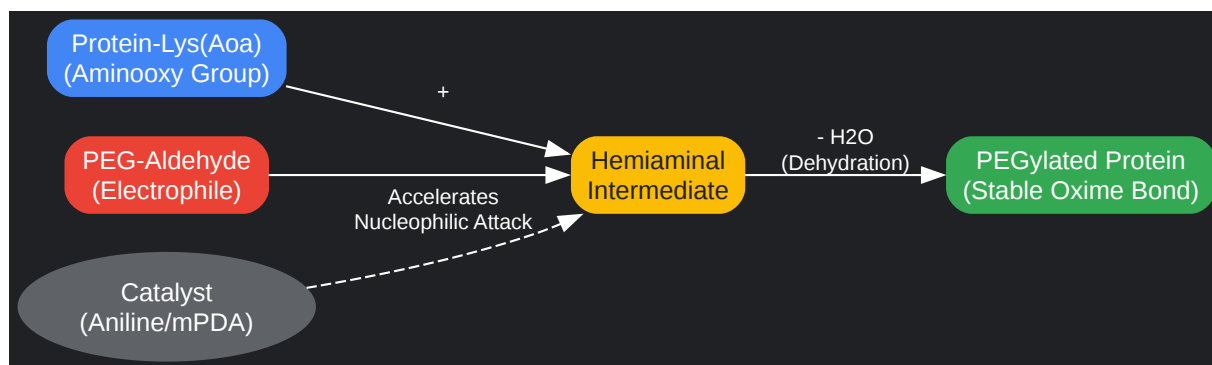 Protein-Lys(Aoa)
(Aminooxy Group)
+
PEG-Aldehyde
(Electrophile)
Accelerates
Nucleophilic Attack
Hemiaminal
Intermediate
- H2O
(Dehydration)
PEGylated Protein
(Stable Oxime Bond)
Catalyst
(Aniline/mPDA)